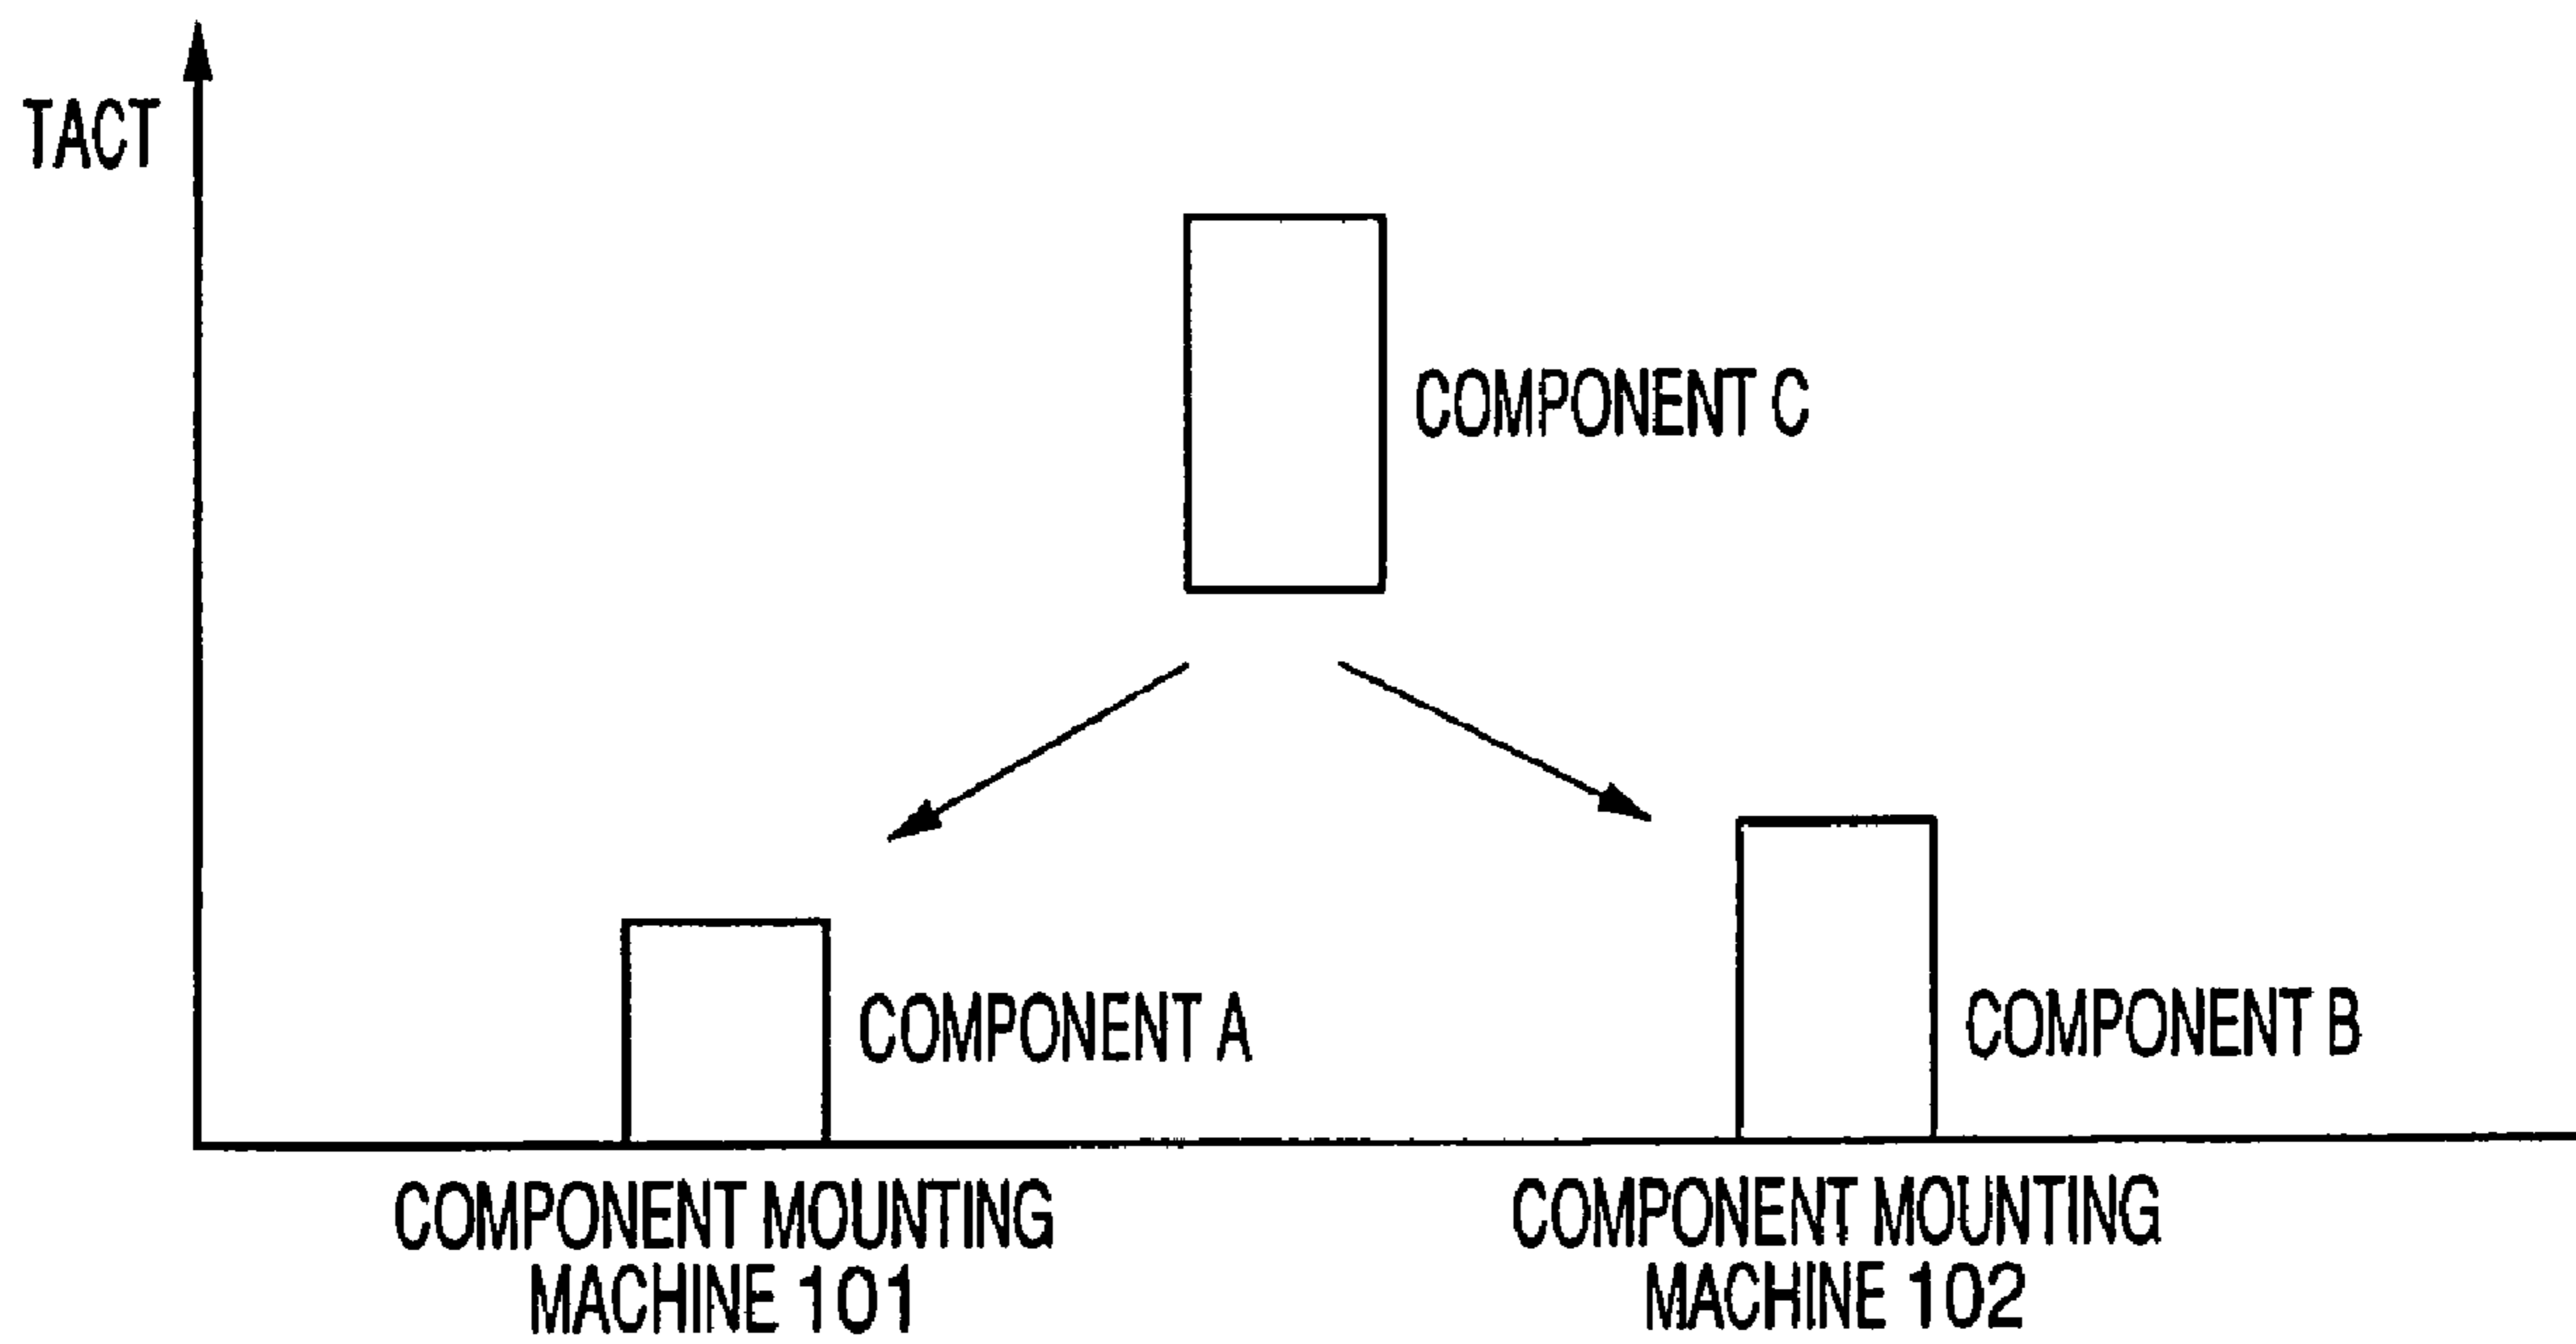 TACT
COMPONENT C
COMPONENT A
COMPONENT B
COMPONENT MOUNTING
MACHINE 101
COMPONENT MOUNTING
MACHINE 102